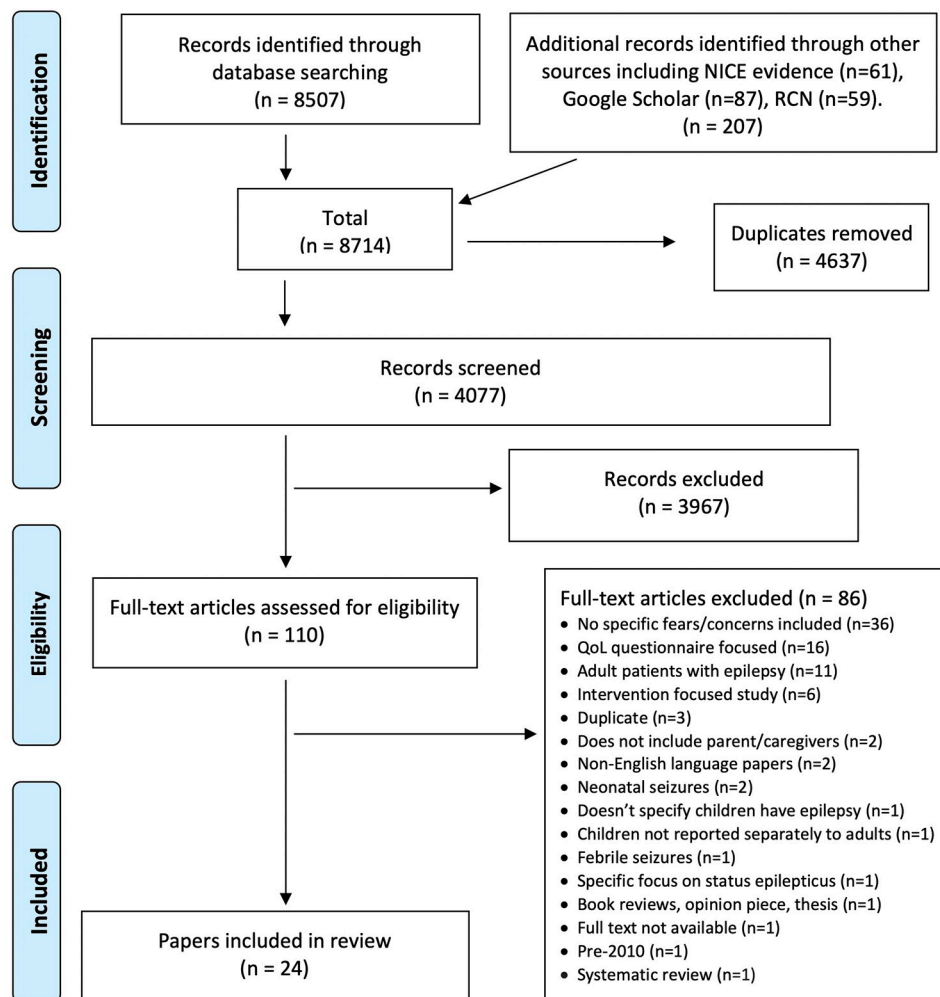 Identification
Records identified through
database searching
(n = 8507)
Additional records identified through other
sources including NICE evidence (n=61),
Google Scholar (n=87), RCN (n=59).
(n = 207)
Total
(n = 8714)
Duplicates removed
(n = 4637)
Screening
Records screened
(n = 4077)
Records excluded
(n = 3967)
Eligibility
Full-text articles assessed for eligibility
(n = 110)
Full-text articles excluded (n = 86)
• No specific fears/concerns included (n=36)
• QoL questionnaire focused (n=16)
• Adult patients with epilepsy (n=11)
• Intervention focused study (n=6)
• Duplicate (n=3)
• Does not include parent/caregivers (n=2)
• Non-English language papers (n=2)
• Neonatal seizures (n=2)
• Doesn’t specify children have epilepsy (n=1)
• Children not reported separately to adults (n=1)
• Febrile seizures (n=1)
• Specific focus on status epilepticus (n=1)
• Book reviews, opinion piece, thesis (n=1)
• Full text not available (n=1)
• Pre-2010 (n=1)
• Systematic review (n=1)
Included
Papers included in review
(n = 24)